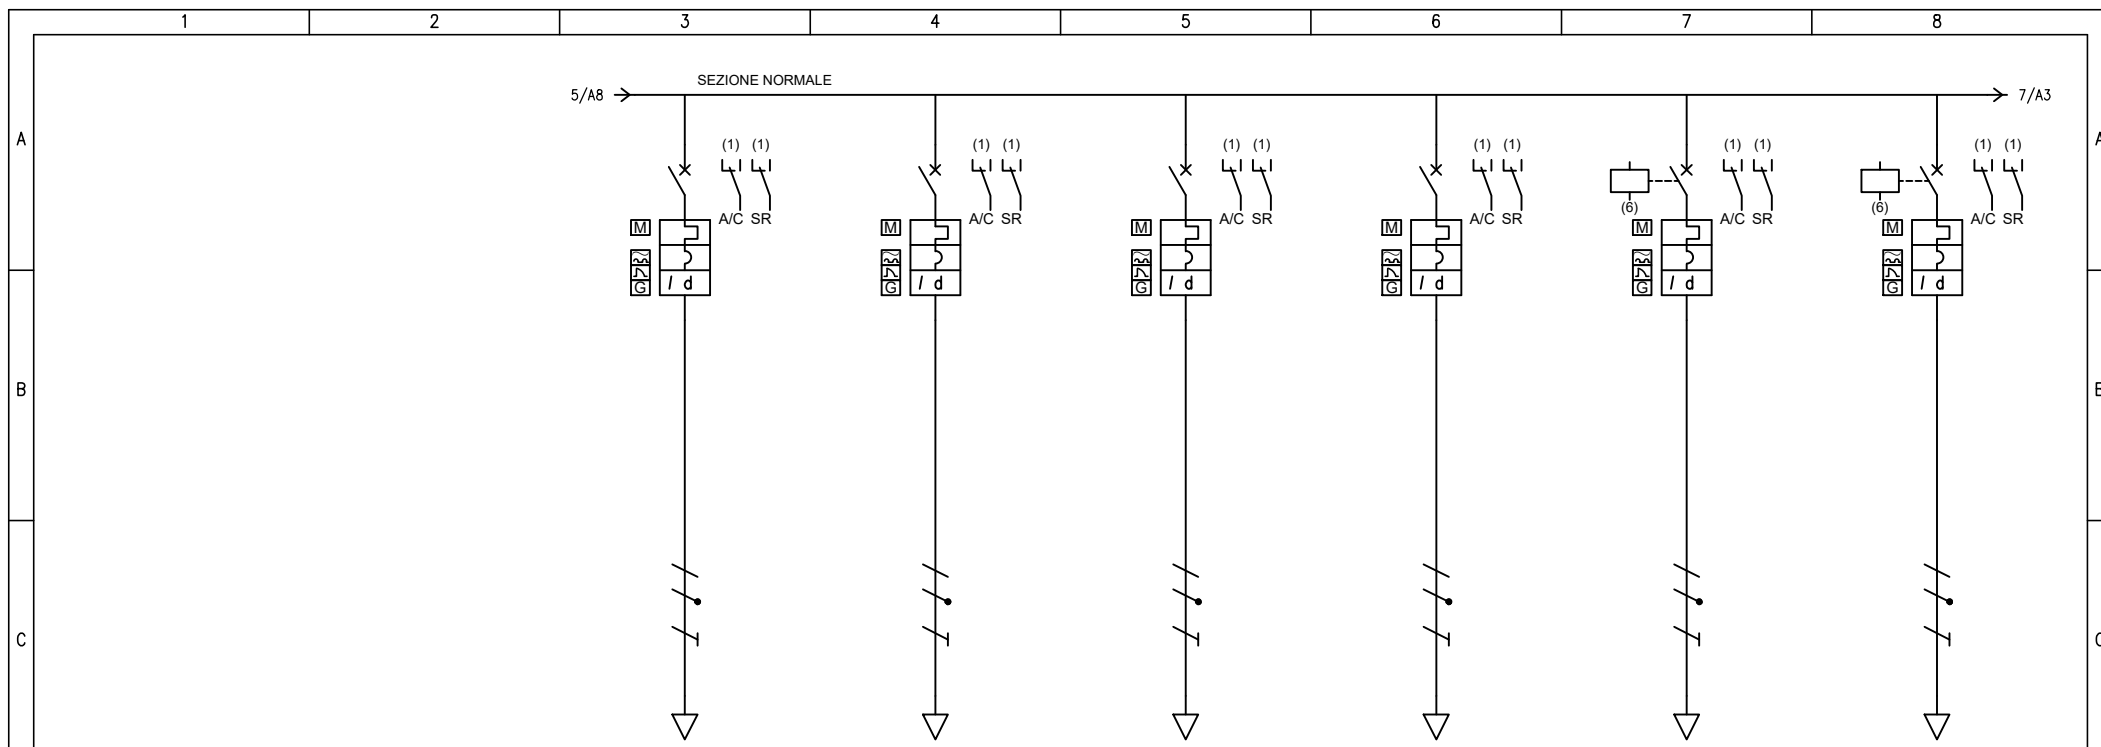 1 2 3 4 5 6 7 8
SEZIONE NORMALE
5/A8 7/A3
A A
(1) (1) (1) (1) (1) (1) (1) (1) (1) (1) (1) (1)
(6) (6)
A/C SR A/C SR A/C SR A/C SR A/C SR A/C SR
M M M M M M
G I d G I d G I d G I d G I d G I d
B
C